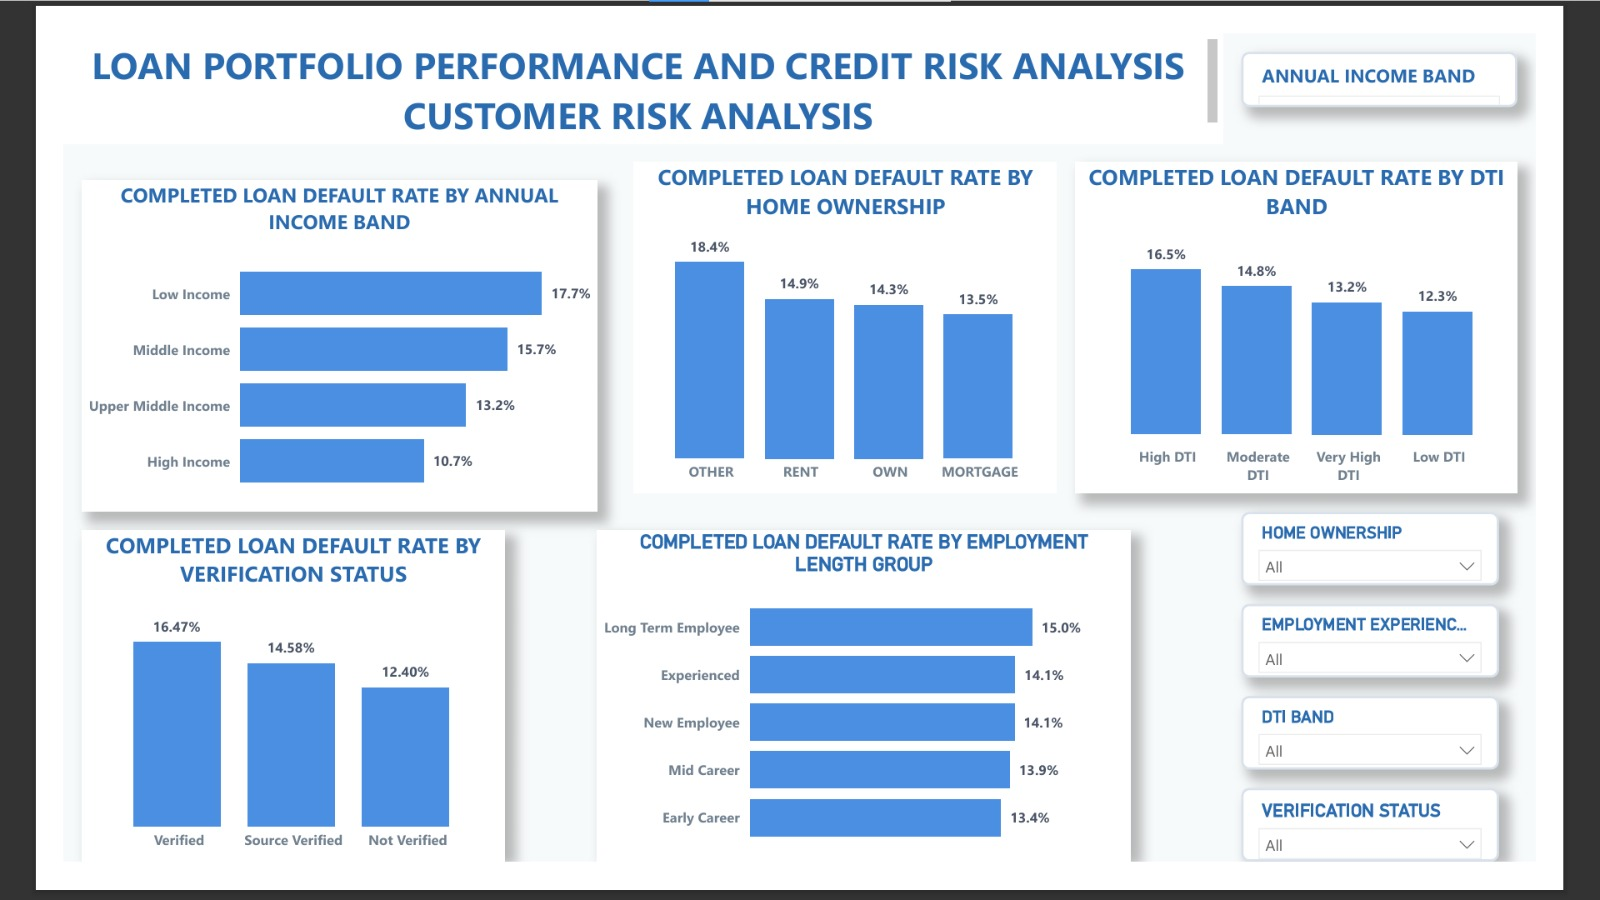 LOAN PORTFOLIO PERFORMANCE AND CREDIT RISK ANALYSIS
CUSTOMER RISK ANALYSIS
ANNUAL INCOME BAND
COMPLETED LOAN DEFAULT RATE BY ANNUAL
INCOME BAND
Low Income 17.7%
Middle Income 15.7%
Upper Middle Income 13.2%
High Income 10.7%
COMPLETED LOAN DEFAULT RATE BY
HOME OWNERSHIP
18.4% 14.9% 14.3% 13.5%
OTHER RENT OWN MORTGAGE
COMPLETED LOAN DEFAULT RATE BY DTI
BAND
16.5% 14.8% 13.2% 12.3%
High DTI Moderate Very High Low DTI
DTI DTI
COMPLETED LOAN DEFAULT RATE BY
VERIFICATION STATUS
16.47% 14.58% 12.40%
Verified Source Verified Not Verified
COMPLETED LOAN DEFAULT RATE BY EMPLOYMENT
LENGTH GROUP
Long Term Employee 15.0%
Experienced 14.1%
New Employee 14.1%
Mid Career 13.9%
Early Career 13.4%
HOME OWNERSHIP
All
EMPLOYMENT EXPERIENC...
All
DTI BAND
All
VERIFICATION STATUS
All